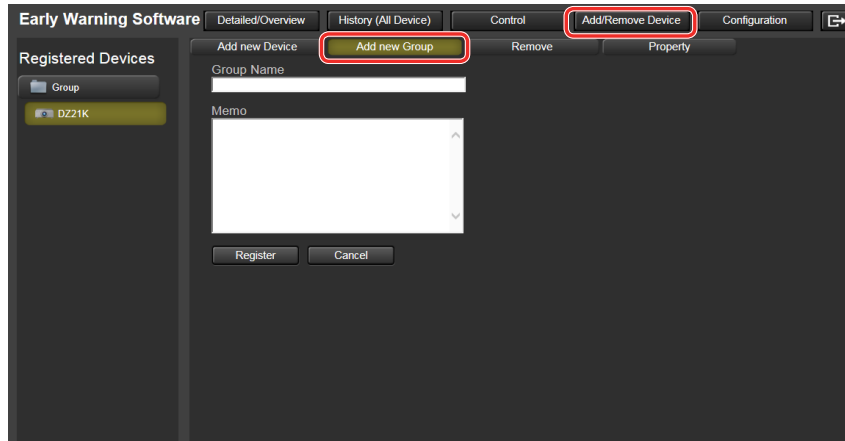 Early Warning Software
Detailed/Overview
History (All Device)
Control
Add/Remove Device
Configuration
Registered Devices
Group
DZ21K
Add new Device
Add new Group
Remove
Property
Group Name
Memo
Register
Cancel